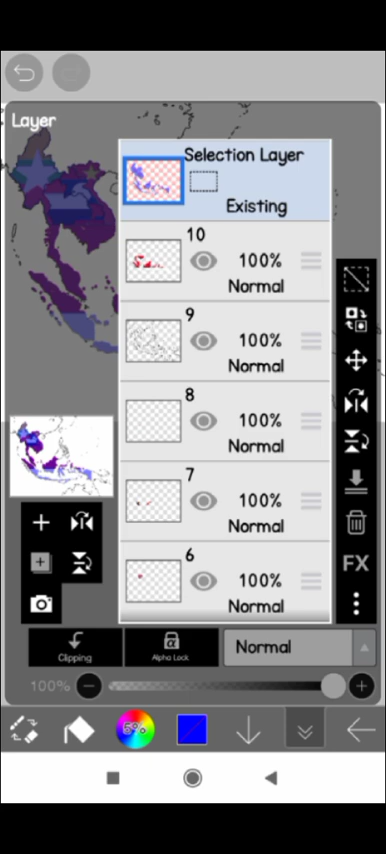 Layer
Selection Layer
Existing
10
100%
Normal
9
100%
Normal
8
100%
Normal
7
100%
Normal
6
100%
Normal
FX
Clipping
α
Alpha Lock
Normal
100%
5%